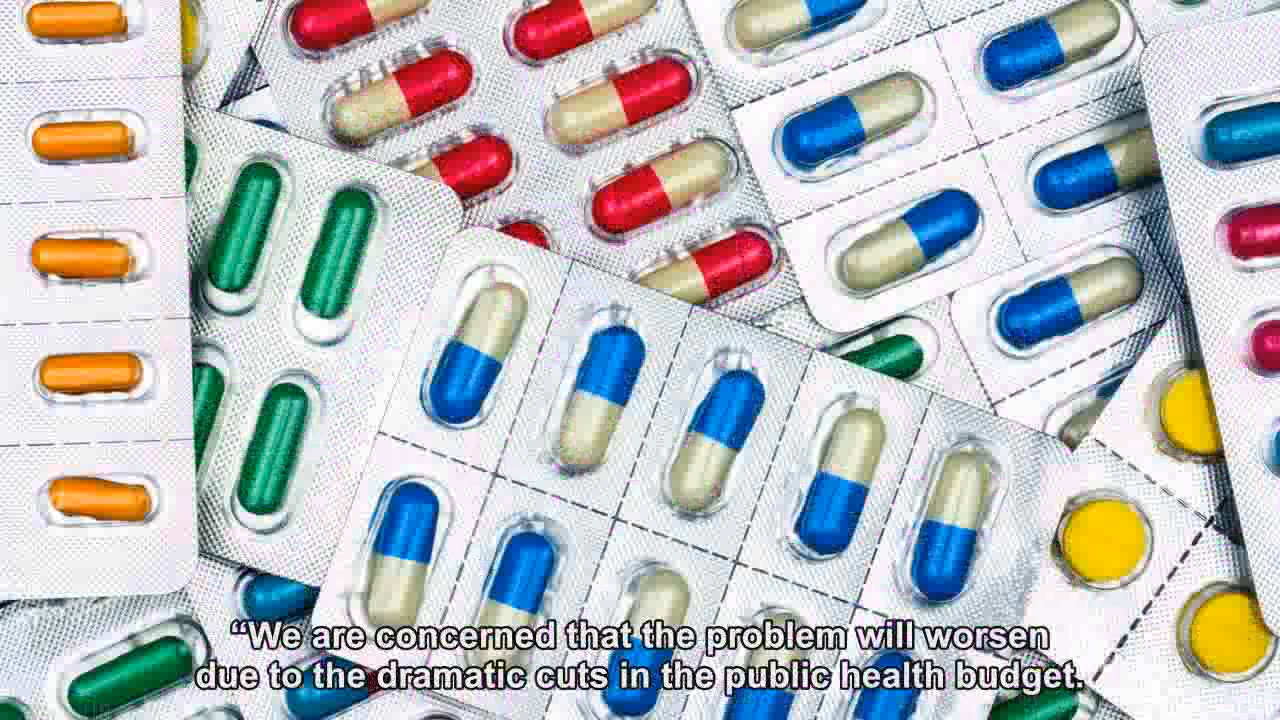 “We are concerned that the problem will worsen
due to the dramatic cuts in the public health budget.